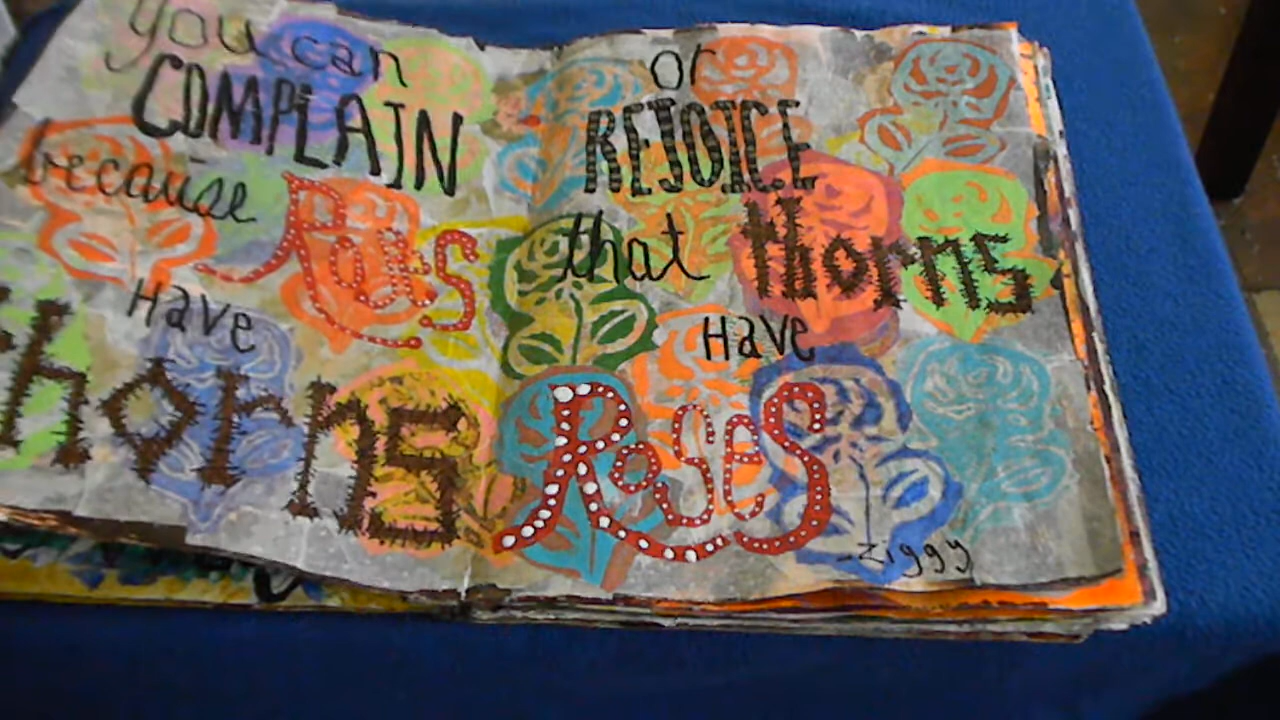 you can
COMPLAIN
because
Roses
Have
thorns
or
REJOICE
that thorns
Have
Roses
-Ziggy